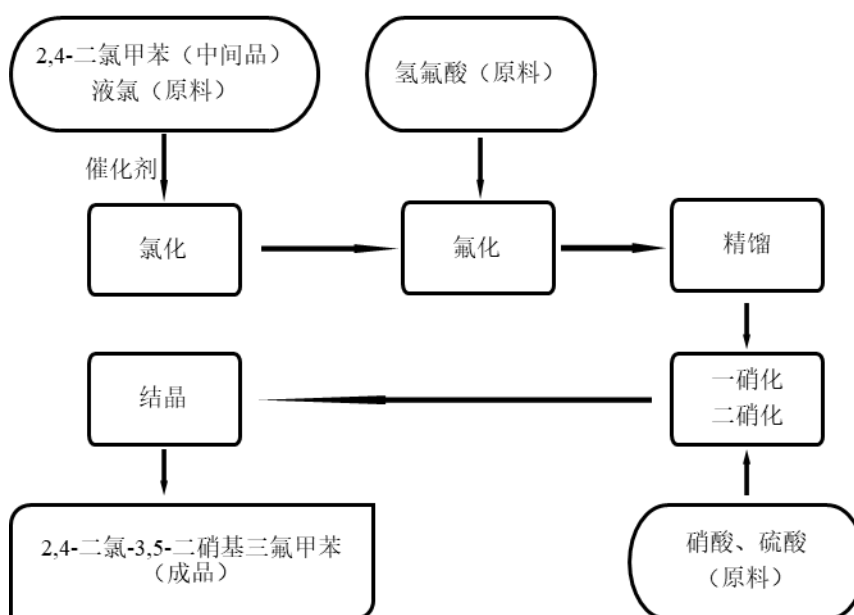 2,4-二氯甲苯（中间品）
液氯（原料）
氢氟酸（原料）
催化剂
氯化
氟化
精馏
结晶
一硝化
二硝化
2,4-二氯-3,5-二硝基三氟甲苯
（成品）
硝酸、硫酸
（原料）